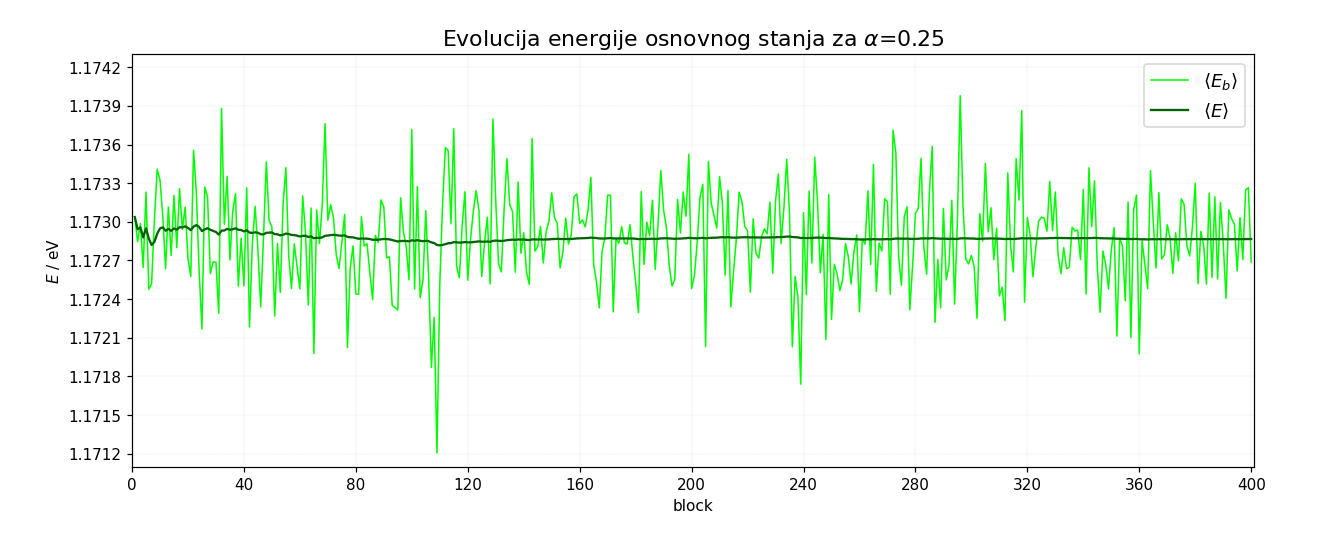 Evolucija energije osnovnog stanja za α=0.25
⟨E_b⟩
⟨E⟩
E / eV
1.1742
1.1739
1.1736
1.1733
1.1730
1.1727
1.1724
1.1721
1.1718
1.1715
1.1712
0 40 80 120 160 200 240 280 320 360 400
block